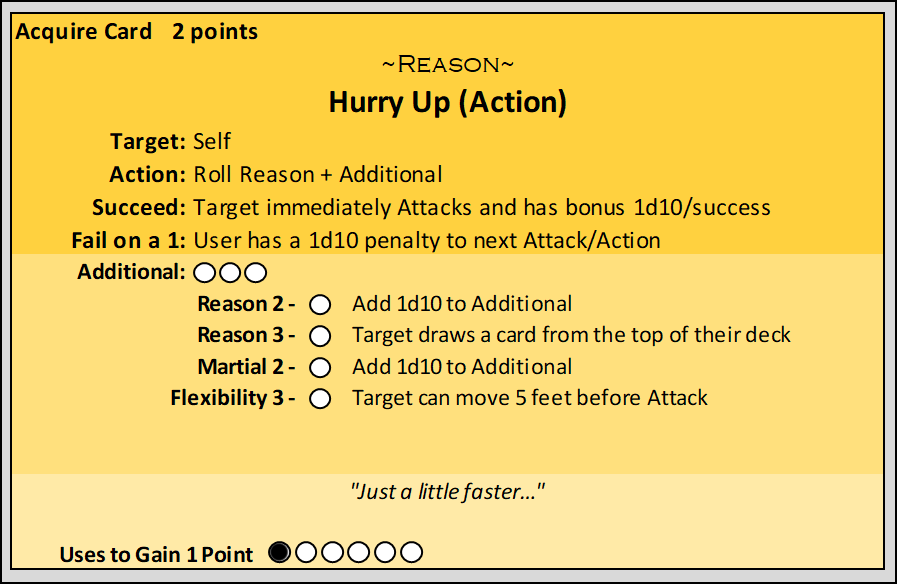 Acquire Card 2 points
~REASON~
Hurry Up (Action)
Target: Self
Action: Roll Reason + Additional
Succeed: Target immediately Attacks and has bonus 1d10/success
Fail on a 1: User has a 1d10 penalty to next Attack/Action
Additional:
Reason 2 - Add 1d10 to Additional
Reason 3 - Target draws a card from the top of their deck
Martial 2 - Add 1d10 to Additional
Flexibility 3 - Target can move 5 feet before Attack
"Just a little faster..."
Uses to Gain 1 Point